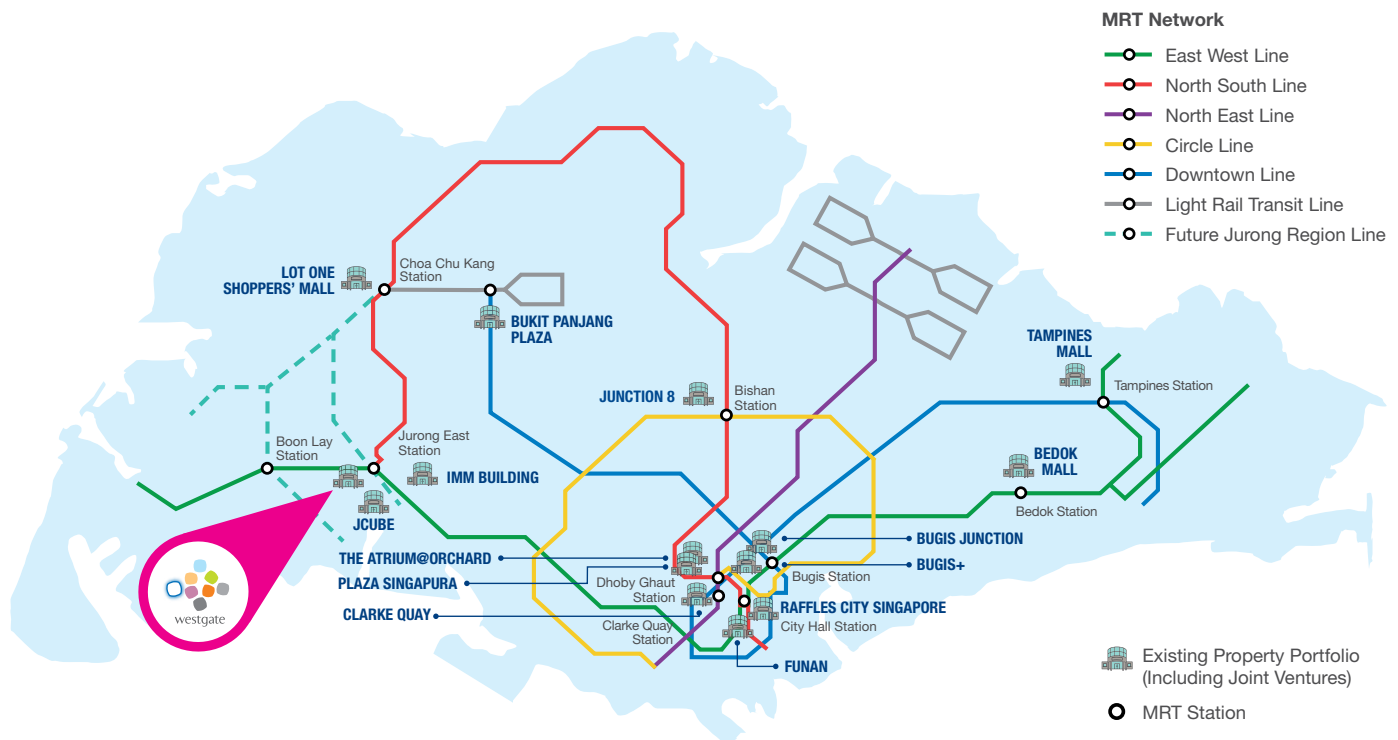 MRT Network
East West Line
North South Line
North East Line
Circle Line
Downtown Line
Light Rail Transit Line
Future Jurong Region Line
LOT ONE
SHOPPERS’ MALL
Choa Chu Kang
Station
BUKIT PANJANG
PLAZA
TAMPINES
MALL
Tampines Station
JUNCTION 8
Bishan
Station
Boon Lay
Station
Jurong East
Station
IMM BUILDING
JCUBE
BEDOK
MALL
Bedok Station
westgate
THE ATRIUM@ORCHARD
PLAZA SINGAPURA
CLARKE QUAY
Dhoby Ghaut
Station
Clarke Quay
Station
BUGIS JUNCTION
BUGIS+
Bugis Station
RAFFLES CITY SINGAPORE
City Hall Station
FUNAN
Existing Property Portfolio
(Including Joint Ventures)
MRT Station